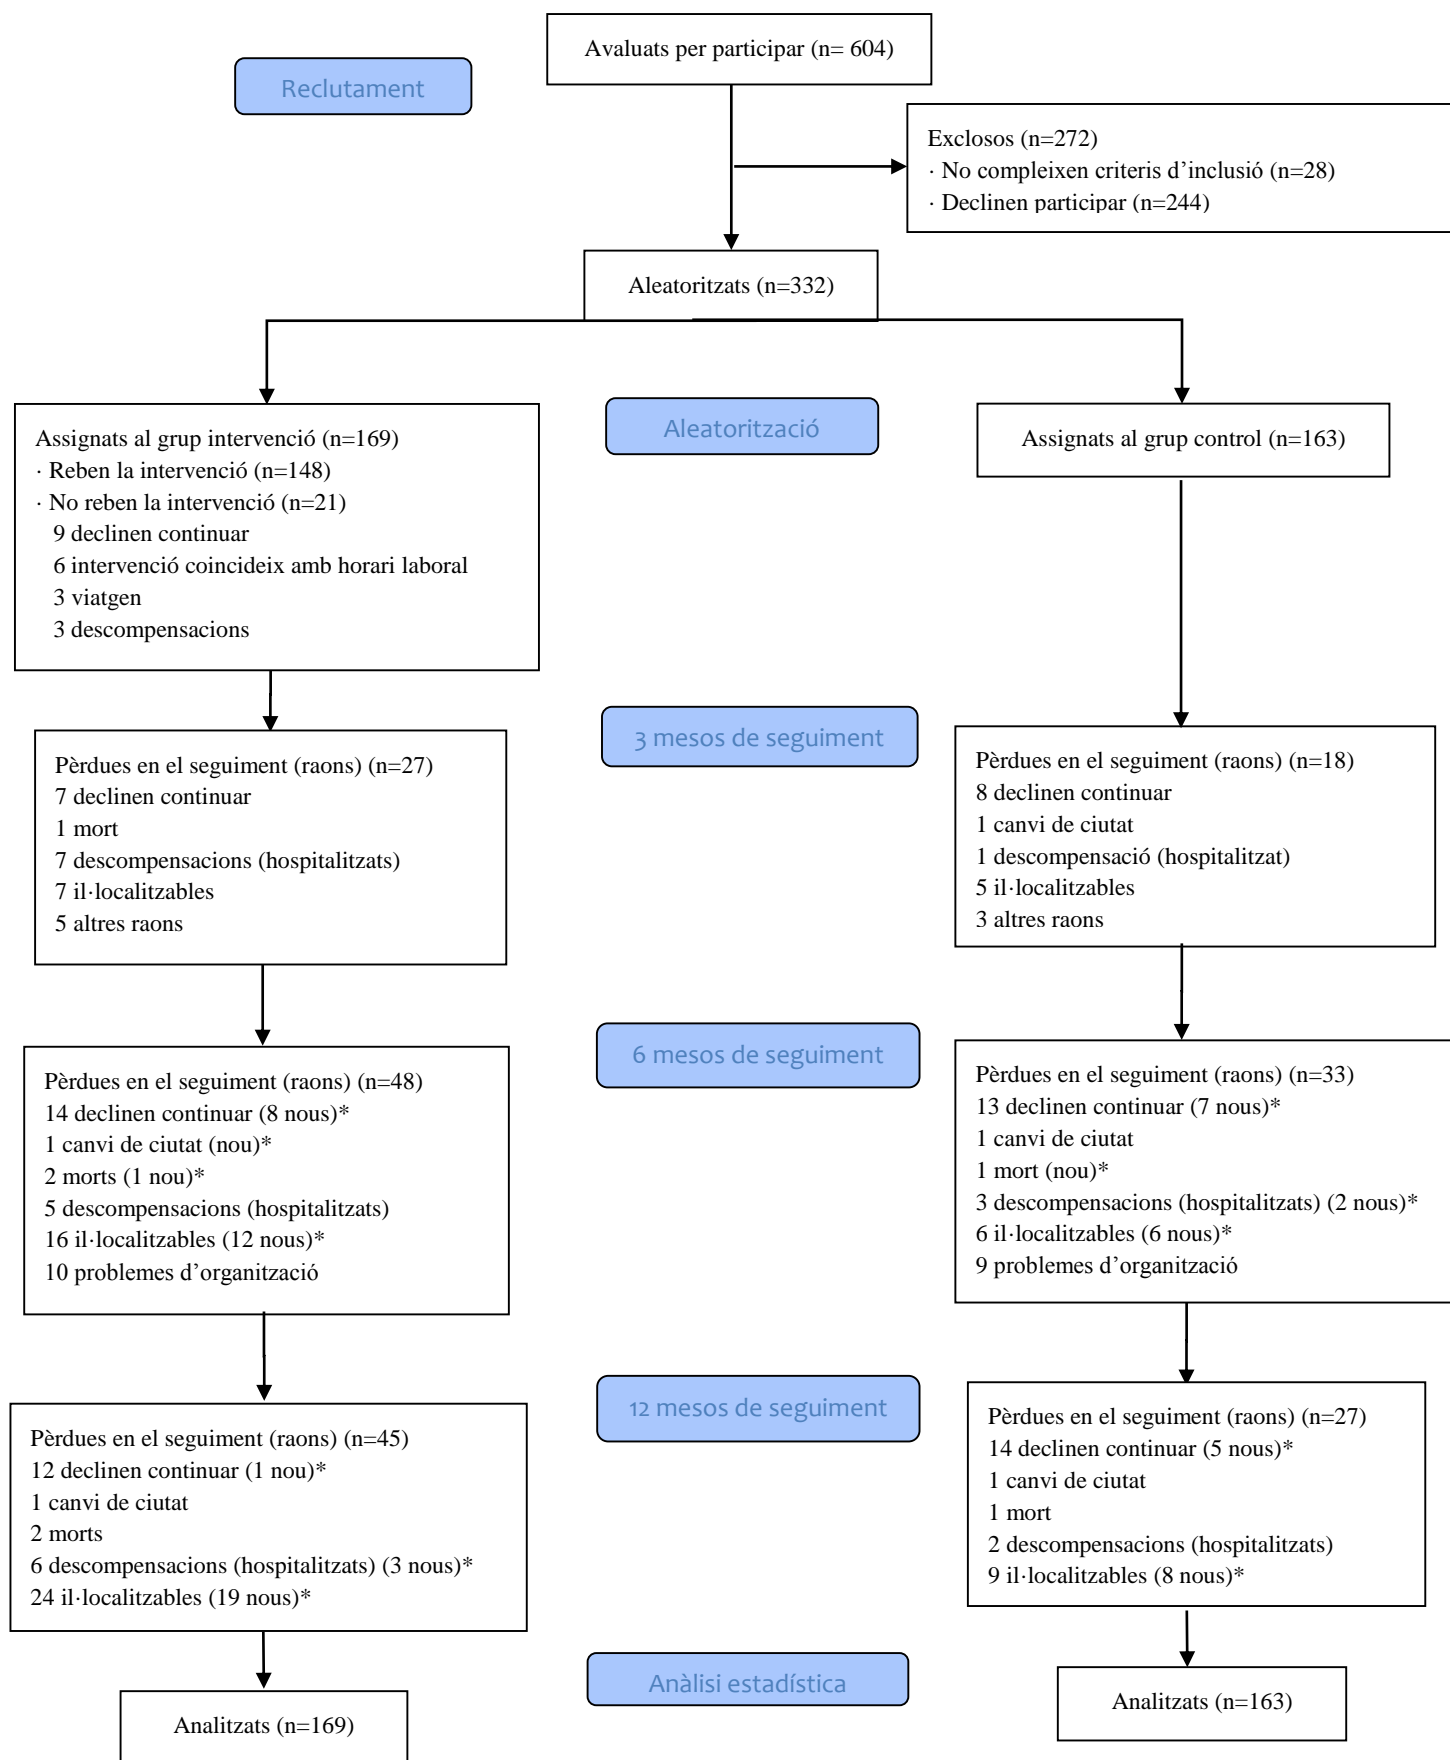 Avaluats per participar (n= 604)
Reclutament
Exclosos (n=272)
· No compleixen criteris d’inclusió (n=28)
· Declinen participar (n=244)
Aleatoritzats (n=332)
Assignats al grup intervenció (n=169)
· Reben la intervenció (n=148)
· No reben la intervenció (n=21)
9 declinen continuar
6 intervenció coincideix amb horari laboral
3 viatgen
3 descompensacions
Aleatorització
Assignats al grup control (n=163)
3 mesos de seguiment
Pèrdues en el seguiment (raons) (n=27)
7 declinen continuar
1 mort
7 descompensacions (hospitalitzats)
7 il·localitzables
5 altres raons
Pèrdues en el seguiment (raons) (n=18)
8 declinen continuar
1 canvi de ciutat
1 descompensació (hospitalitzat)
5 il·localitzables
3 altres raons
6 mesos de seguiment
Pèrdues en el seguiment (raons) (n=48)
14 declinen continuar (8 nous)*
1 canvi de ciutat (nou)*
2 morts (1 nou)*
5 descompensacions (hospitalitzats)
16 il·localitzables (12 nous)*
10 problemes d’organització
Pèrdues en el seguiment (raons) (n=33)
13 declinen continuar (7 nous)*
1 canvi de ciutat
1 mort (nou)*
3 descompensacions (hospitalitzats) (2 nous)*
6 il·localitzables (6 nous)*
9 problemes d’organització
12 mesos de seguiment
Pèrdues en el seguiment (raons) (n=45)
12 declinen continuar (1 nou)*
1 canvi de ciutat
2 morts
6 descompensacions (hospitalitzats) (3 nous)*
24 il·localitzables (19 nous)*
Pèrdues en el seguiment (raons) (n=27)
14 declinen continuar (5 nous)*
1 canvi de ciutat
1 mort
2 descompensacions (hospitalitzats)
9 il·localitzables (8 nous)*
Anàlisi estadística
Analitzats (n=169)
Analitzats (n=163)